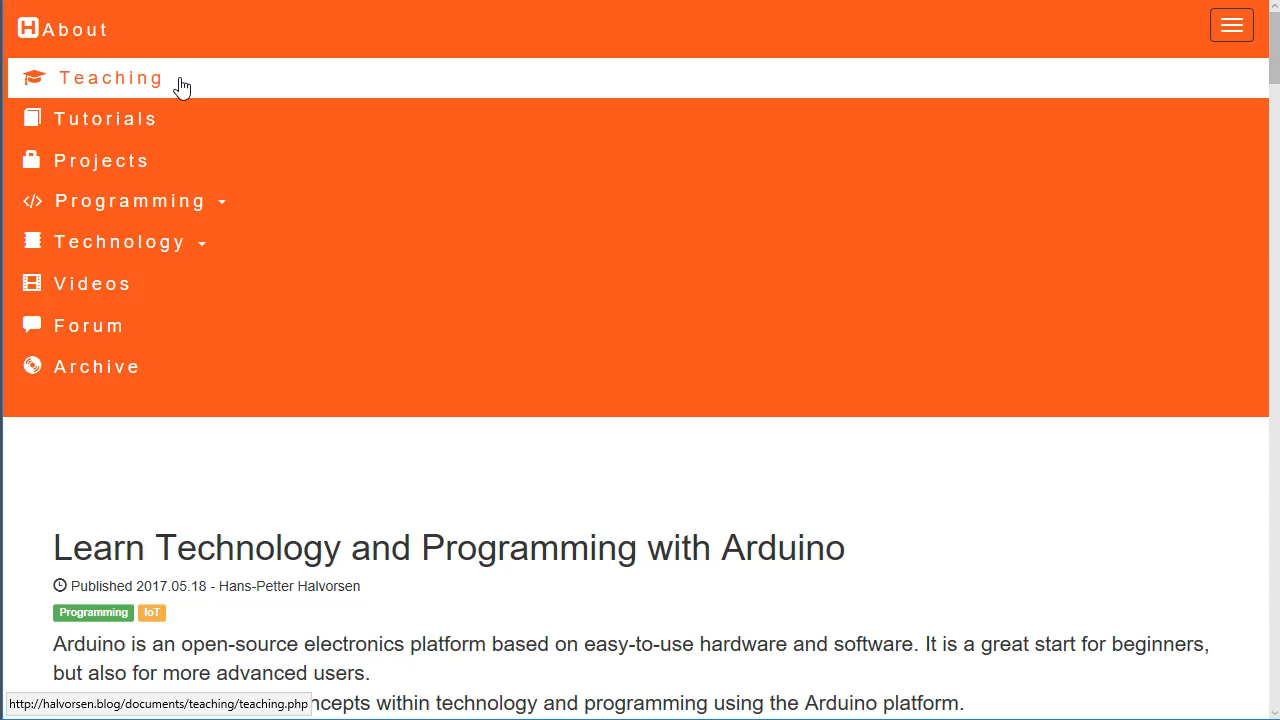 H About
Teaching
Tutorials
Projects
</> Programming
Technology
Videos
Forum
Archive
Learn Technology and Programming with Arduino
Published 2017.05.18 - Hans-Petter Halvorsen
Programming IoT
Arduino is an open-source electronics platform based on easy-to-use hardware and software. It is a great start for beginners,
but also for more advanced users.
http://halvorsen.blog/documents/teaching/teaching.php ncepts within technology and programming using the Arduino platform.